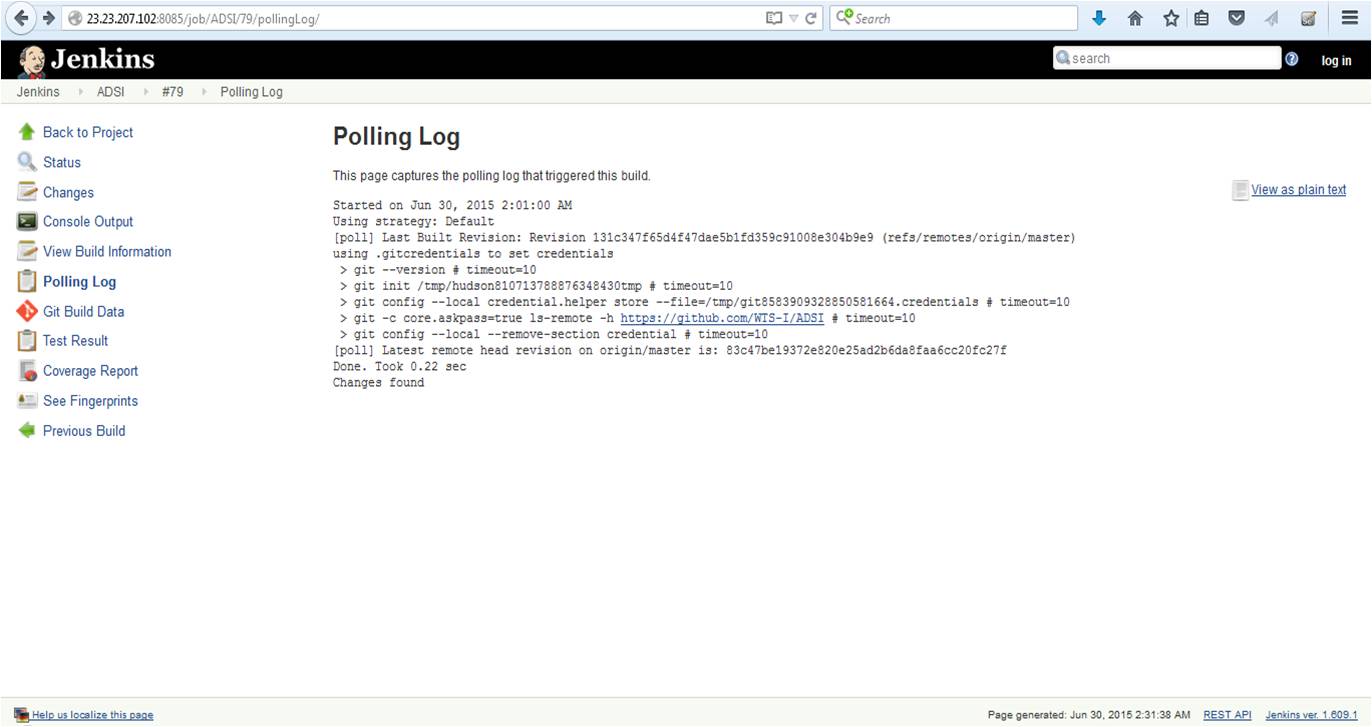 23.23.207.102:8085/job/ADSI/79/pollingLog/
Search
Jenkins
search
log in
Jenkins
ADSI
#79
Polling Log
Back to Project
Status
Changes
Console Output
View Build Information
Polling Log
Git Build Data
Test Result
Coverage Report
See Fingerprints
Previous Build
Polling Log
This page captures the polling log that triggered this build.
View as plain text
Started on Jun 30, 2015 2:01:00 AM
Using strategy: Default
[poll] Last Built Revision: Revision 131c347f65d4f47dae5b1fd359c91008e304b9e9 (refs/remotes/origin/master)
using .gitcredentials to set credentials
> git --version # timeout=10
> git init /tmp/hudson810713788876348430tmp # timeout=10
> git config --local credential.helper store --file=/tmp/git8583909328850581664.credentials # timeout=10
> git -c core.askpass=true ls-remote -h https://github.com/WTS-I/ADSI # timeout=10
> git config --local --remove-section credential # timeout=10
[poll] Latest remote head revision on origin/master is: 83c47be19372e820e25ad2b6da8faa6cc20fc27f
Done. Took 0.22 sec
Changes found
Help us localize this page
Page generated: Jun 30, 2015 2:31:38 AM
REST API
Jenkins ver. 1.609.1